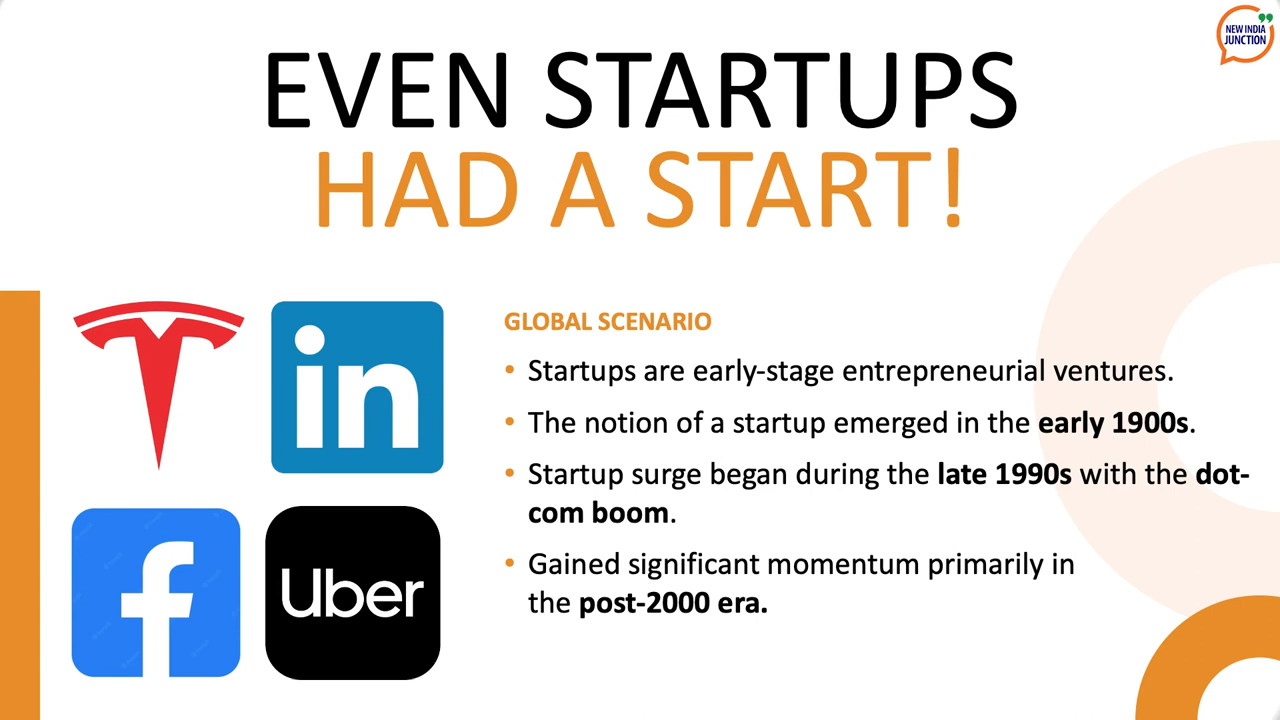 NEW INDIA
JUNCTION
EVEN STARTUPS
HAD A START!
in
f
Uber
GLOBAL SCENARIO
• Startups are early-stage entrepreneurial ventures.
• The notion of a startup emerged in the early 1900s.
• Startup surge began during the late 1990s with the dot-
com boom.
• Gained significant momentum primarily in
the post-2000 era.